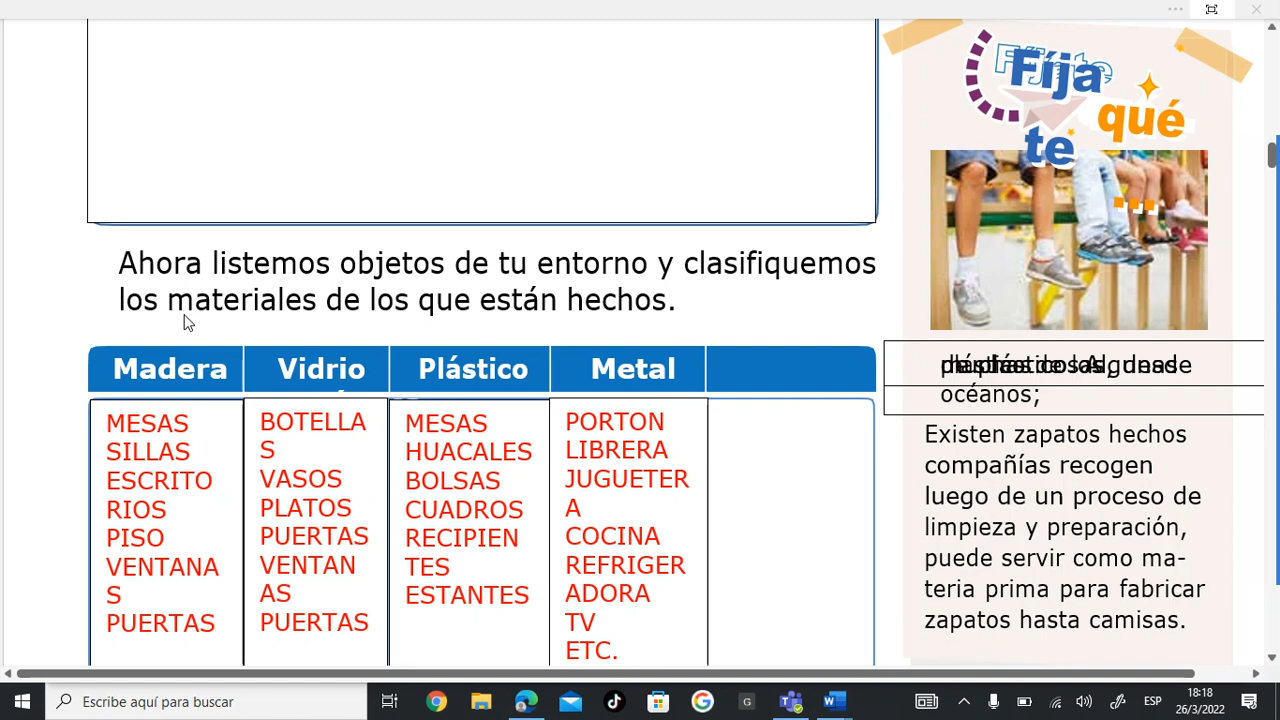 Fíjate
Fíja
qué
te
...
Ahora listemos objetos de tu entorno y clasifiquemos
los materiales de los que están hechos.
Madera Vidrio Plástico Metal
MESAS
SILLAS
ESCRITO
RIOS
PISO
VENTANA
S
PUERTAS
BOTELLA
S
VASOS
PLATOS
PUERTAS
VENTAN
AS
PUERTAS
MESAS
HUACALES
BOLSAS
CUADROS
RECIPIEN
TES
ESTANTES
PORTON
LIBRERA
JUGUETER
A
COCINA
REFRIGER
ADORA
TV
ETC.
océanos;
Existen zapatos hechos
compañías recogen
luego de un proceso de
limpieza y preparación,
puede servir como ma-
teria prima para fabricar
zapatos hasta camisas.
Escribe aquí para buscar
G
ESP
18:18
26/3/2022